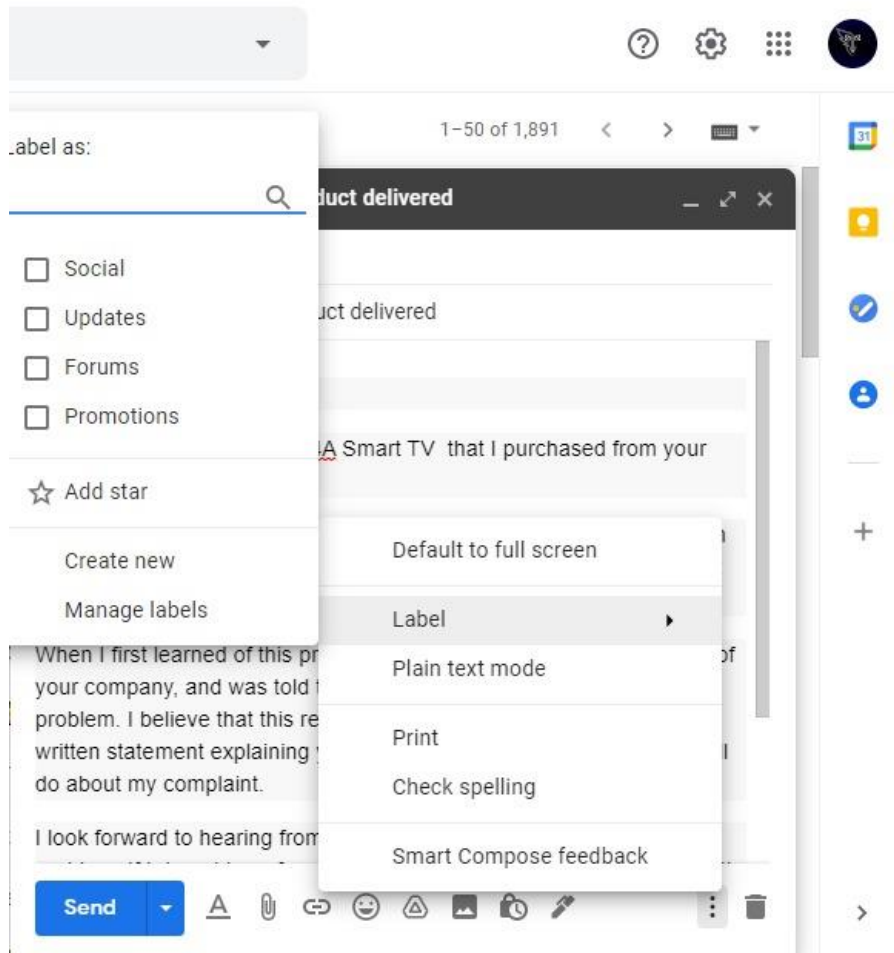 1–50 of 1,891
31
Label as:
duct delivered
Social
Updates
Forums
Promotions
Add star
Create new
Manage labels
uct delivered
4A Smart TV that I purchased from your
Default to full screen
Label
Plain text mode
Print
Check spelling
Smart Compose feedback
When I first learned of this pr of
your company, and was told
problem. I believe that this re
written statement explaining
do about my complaint.
I look forward to hearing from
Send